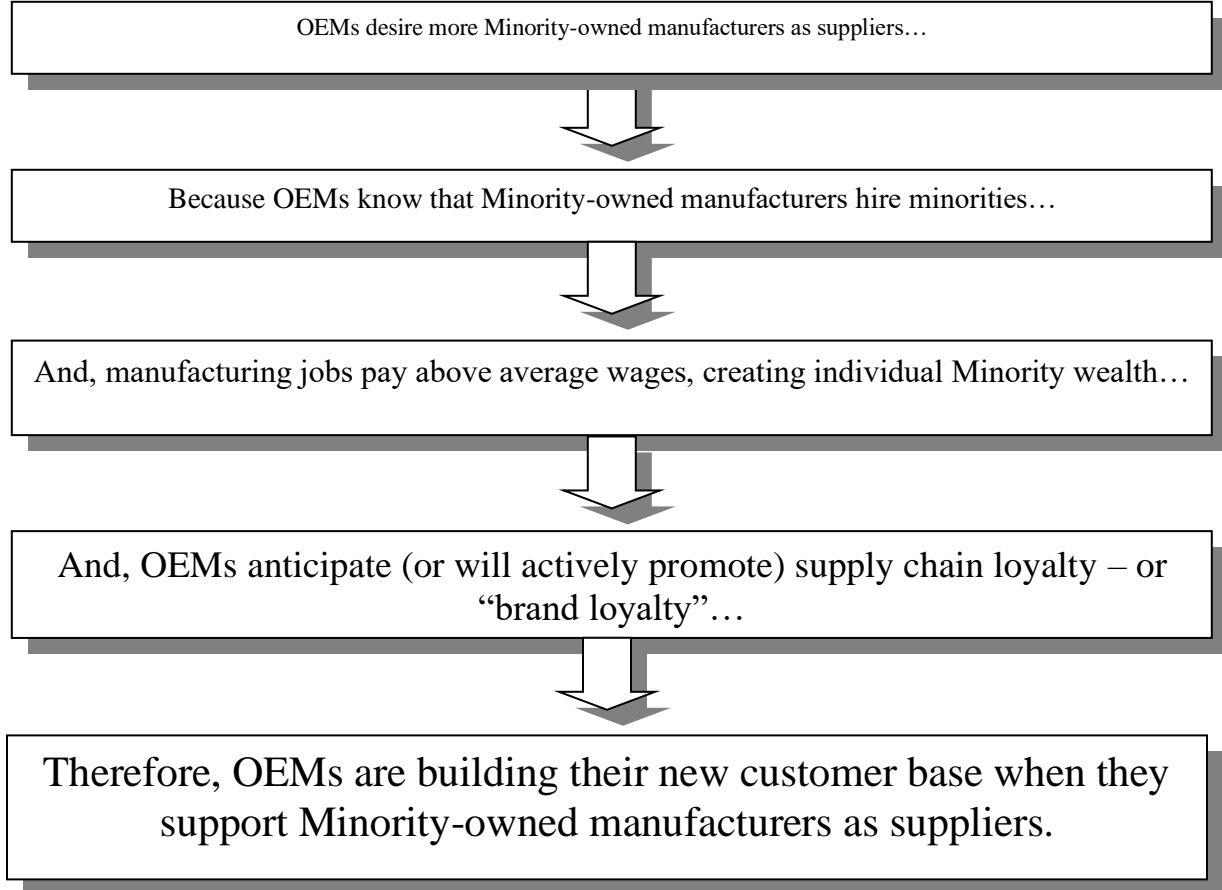 OEMs desire more Minority-owned manufacturers as suppliers…
Because OEMs know that Minority-owned manufacturers hire minorities…
And, manufacturing jobs pay above average wages, creating individual Minority wealth…
And, OEMs anticipate (or will actively promote) supply chain loyalty – or
“brand loyalty”…
Therefore, OEMs are building their new customer base when they
support Minority-owned manufacturers as suppliers.